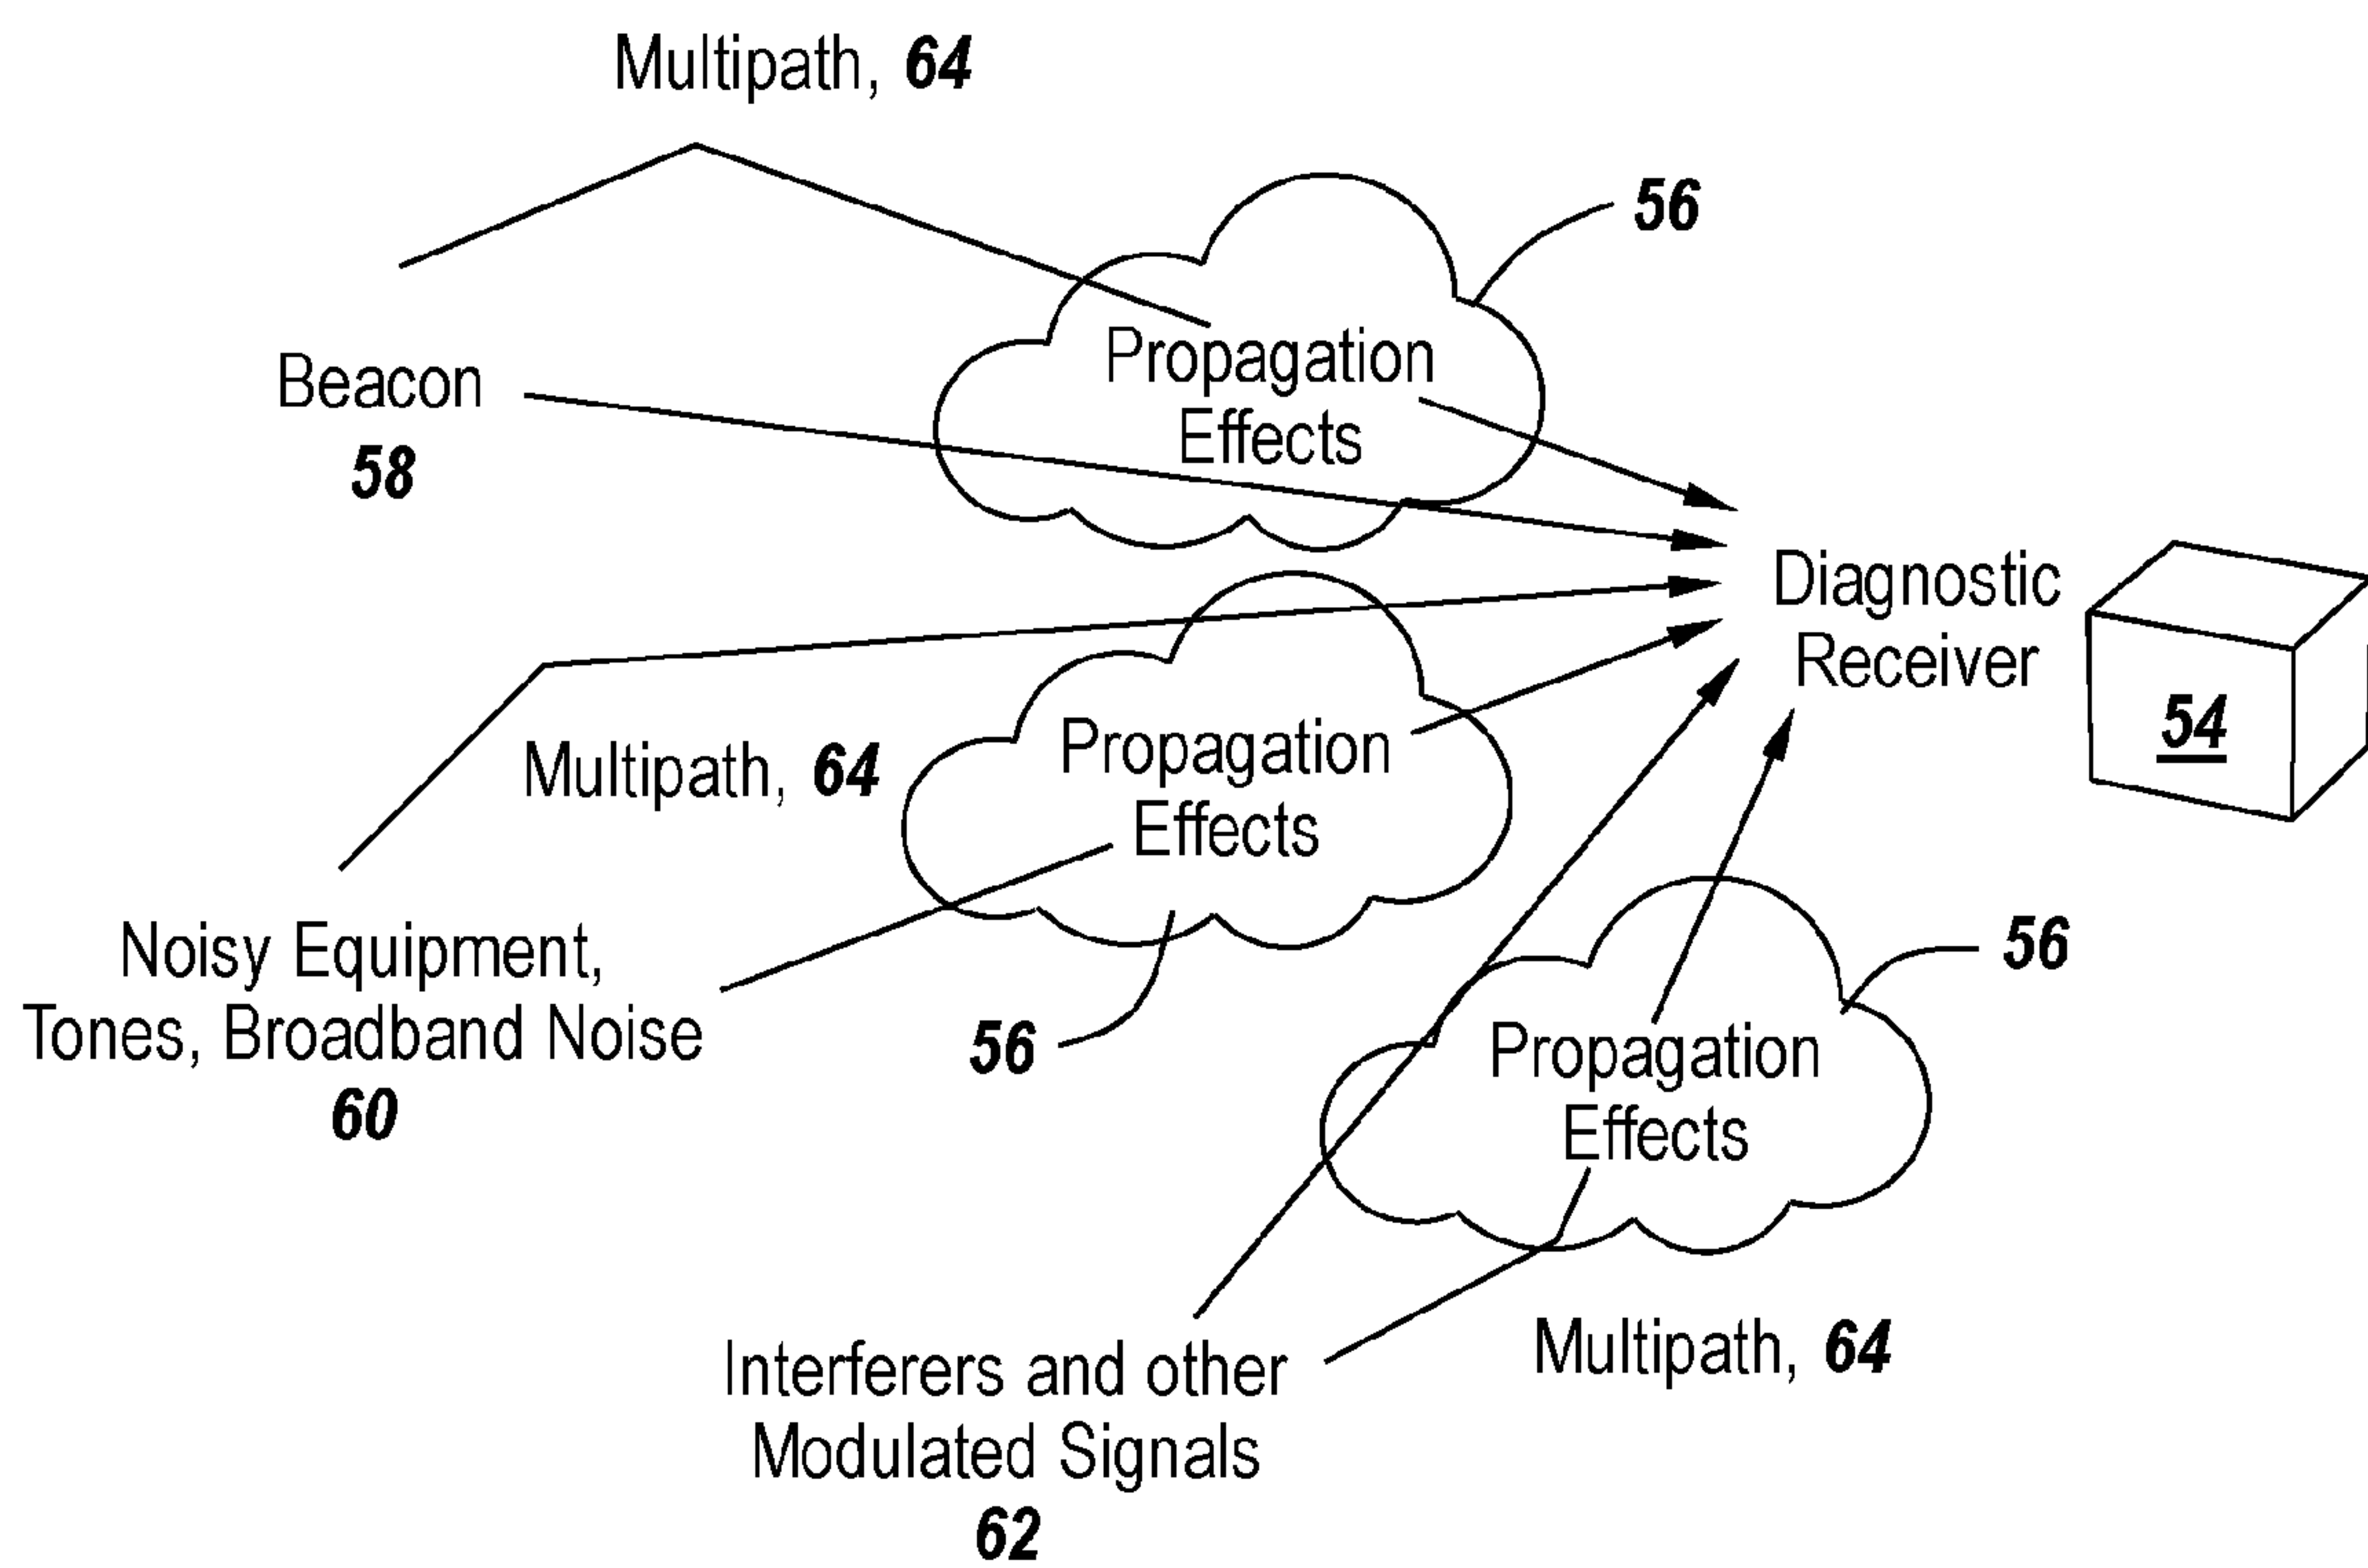 Multipath, 64
56
Propagation
Effects
Beacon
58
Diagnostic
Receiver
54
Multipath, 64
Propagation
Effects
56
Noisy Equipment,
Tones, Broadband Noise
60
56
Propagation
Effects
Multipath, 64
Interferers and other
Modulated Signals
62